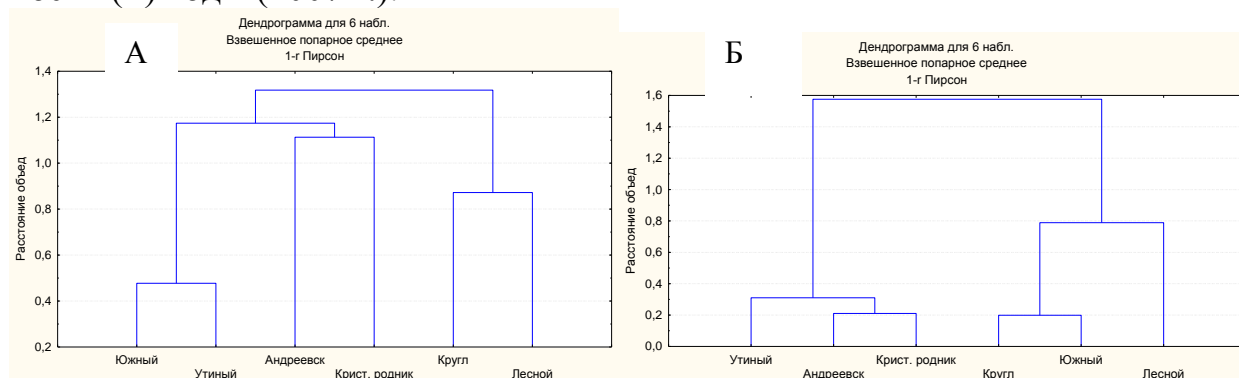 Дендрограмма для 6 набл.
Взвешенное попарное среднее
1-r Пирсон
А
1,4
1,2
1,0
0,8
0,6
0,4
0,2
Расстояние объед
Южный
Утиный
Андреевск
Крист. родник
Кругл
Лесной
Дендрограмма для 6 набл.
Взвешенное попарное среднее
1-r Пирсон
Б
1,6
1,4
1,2
1,0
0,8
0,6
0,4
0,2
0,0
Расстояние объед
Утиный
Андреевск
Крист. родник
Кругл
Южный
Лесной